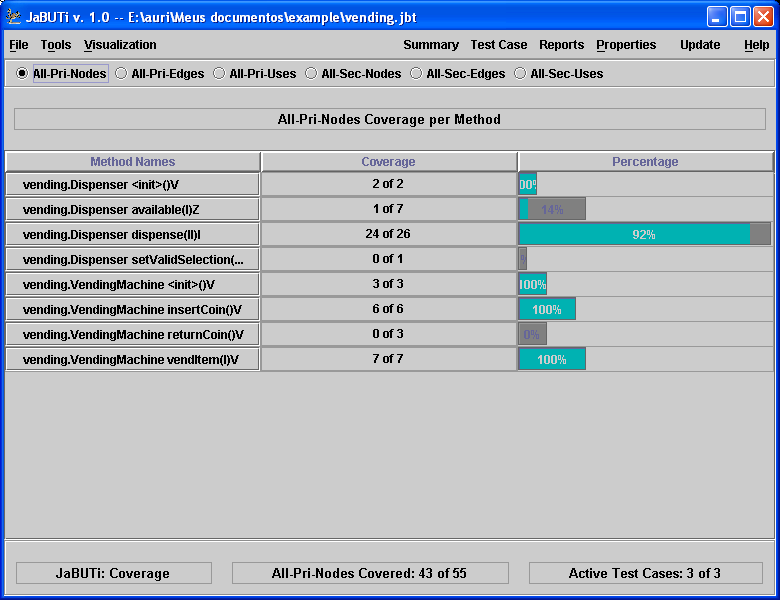 JaBUTi v. 1.0 -- E:\auri\Meus documentos\example\vending.jbt
File Tools Visualization Summary Test Case Reports Properties Update Help
All-Pri-Nodes All-Pri-Edges All-Pri-Uses All-Sec-Nodes All-Sec-Edges All-Sec-Uses
All-Pri-Nodes Coverage per Method
Method Names Coverage Percentage
vending.Dispenser <init>()V 2 of 2 00%
vending.Dispenser available(I)Z 1 of 7 14%
vending.Dispenser dispense(II)I 24 of 26 92%
vending.Dispenser setValidSelection(... 0 of 1
vending.VendingMachine <init>()V 3 of 3 100%
vending.VendingMachine insertCoin()V 6 of 6 100%
vending.VendingMachine returnCoin()V 0 of 3 0%
vending.VendingMachine vendItem(I)V 7 of 7 100%
JaBUTi: Coverage All-Pri-Nodes Covered: 43 of 55 Active Test Cases: 3 of 3